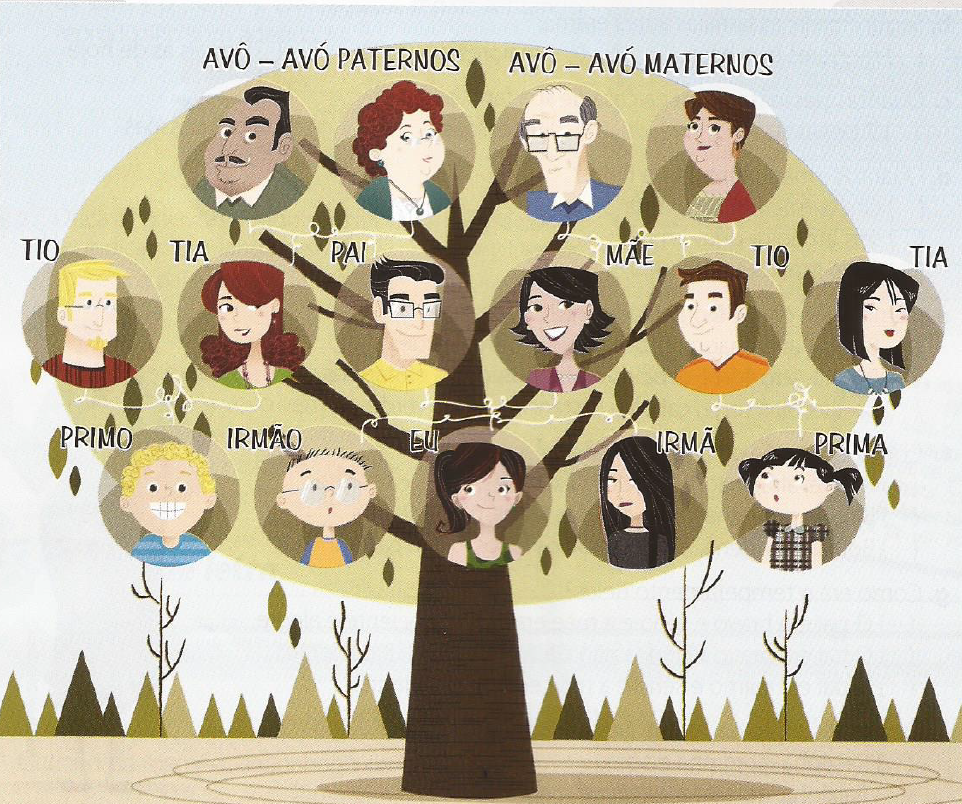 AVÔ – AVÓ PATERNOS
AVÔ – AVÓ MATERNOS
TIO
TIA
PAI
MÃE
TIO
TIA
PRIMO
IRMÃO
EU
IRMÃ
PRIMA